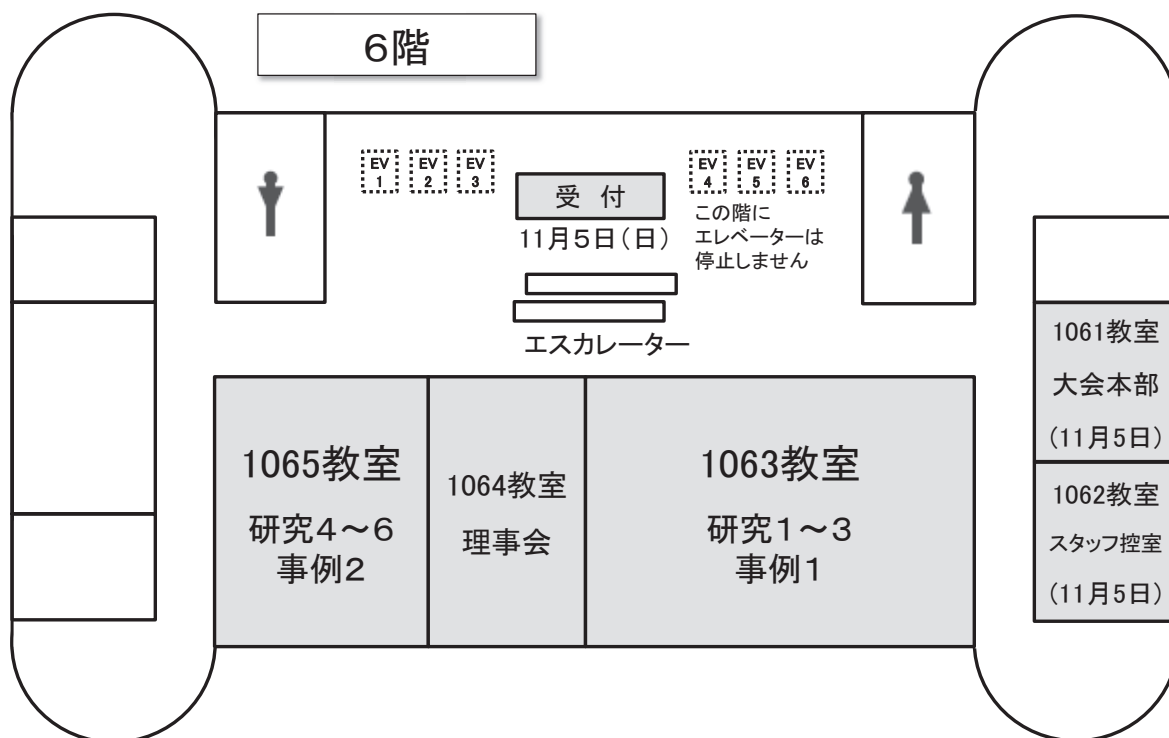 6階
EV
1
EV
2
EV
3
受 付
11月5日(日)
EV
4
EV
5
EV
6
この階に
エレベーターは
停止しません
エスカレーター
1061教室
大会本部
(11月5日)
1062教室
スタッフ控室
(11月5日)
1065教室
研究4~6
事例2
1064教室
理事会
1063教室
研究1~3
事例1